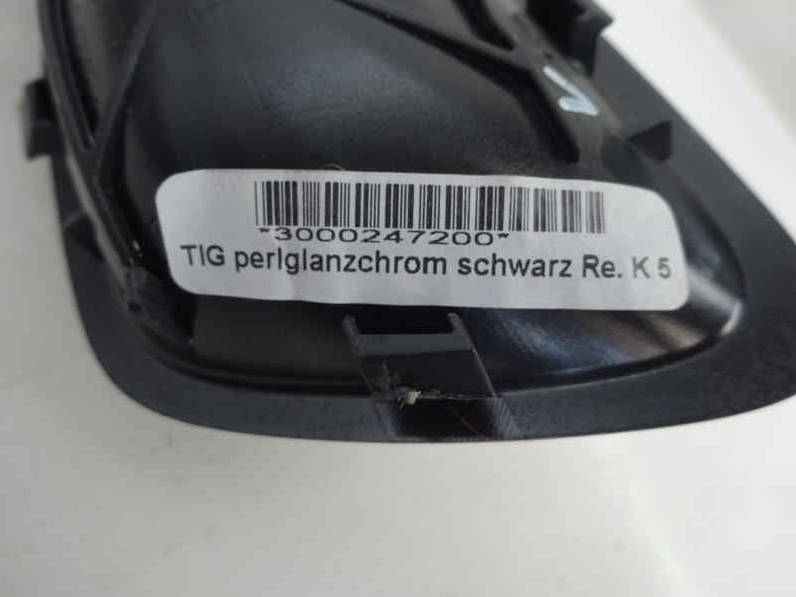 *3000247200*
TIG perlglanzchrom schwarz Re. K 5